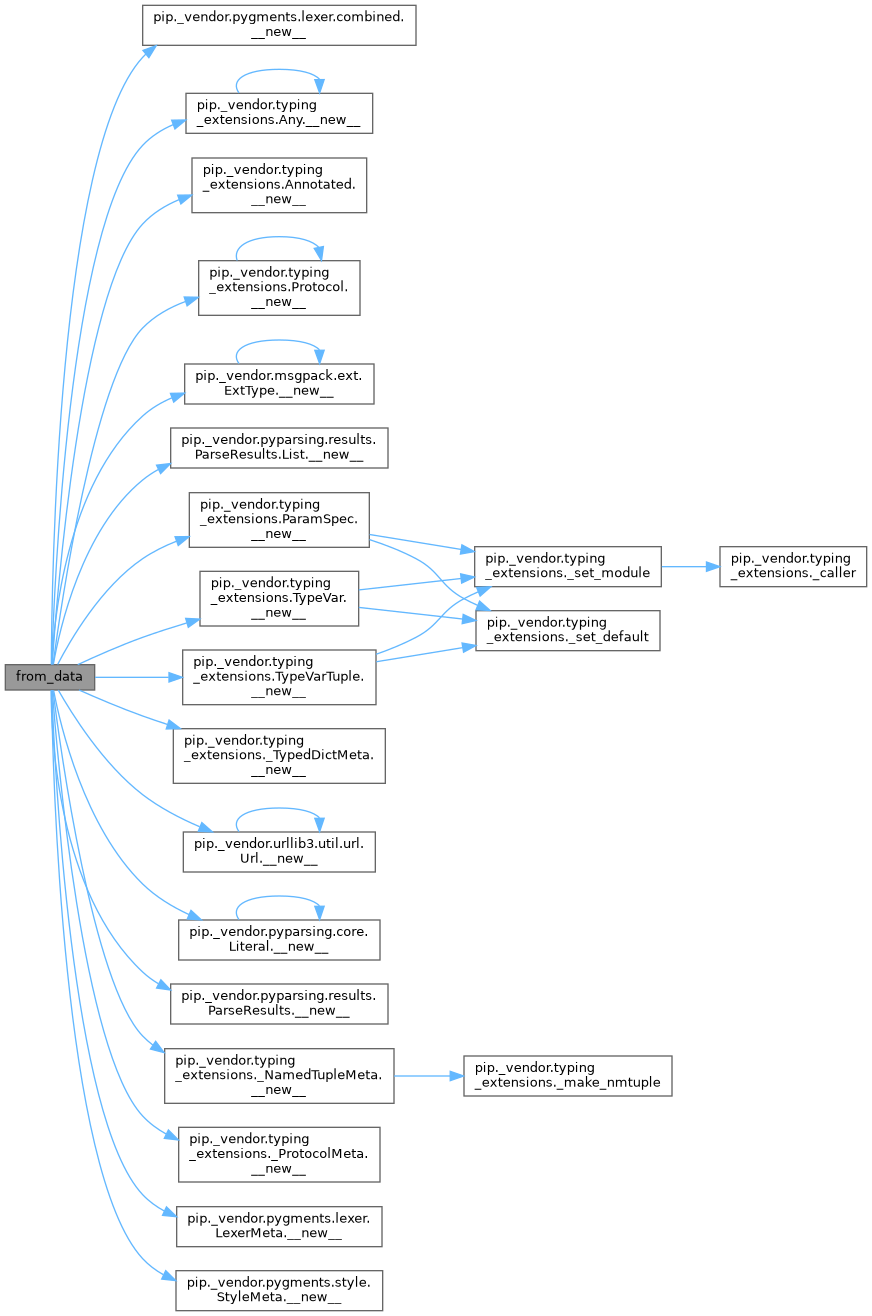 pip._vendor.pygments.lexer.combined.
__new__
pip._vendor.typing
_extensions.Any.__new__
pip._vendor.typing
_extensions.Annotated.
__new__
pip._vendor.typing
_extensions.Protocol.
__new__
pip._vendor.msgpack.ext.
ExtType.__new__
pip._vendor.pyparsing.results.
ParseResults.List.__new__
pip._vendor.typing
_extensions.ParamSpec.
__new__
pip._vendor.typing
_extensions._set_module
pip._vendor.typing
_extensions._caller
pip._vendor.typing
_extensions.TypeVar.
__new__
pip._vendor.typing
_extensions._set_default
from_data
pip._vendor.typing
_extensions.TypeVarTuple.
__new__
pip._vendor.typing
_extensions._TypedDictMeta.
__new__
pip._vendor.urllib3.util.url.
Url.__new__
pip._vendor.pyparsing.core.
Literal.__new__
pip._vendor.pyparsing.results.
ParseResults.__new__
pip._vendor.typing
_extensions._NamedTupleMeta.
__new__
pip._vendor.typing
_extensions._make_nmtuple
pip._vendor.typing
_extensions._ProtocolMeta.
__new__
pip._vendor.pygments.lexer.
LexerMeta.__new__
pip._vendor.pygments.style.
StyleMeta.__new__